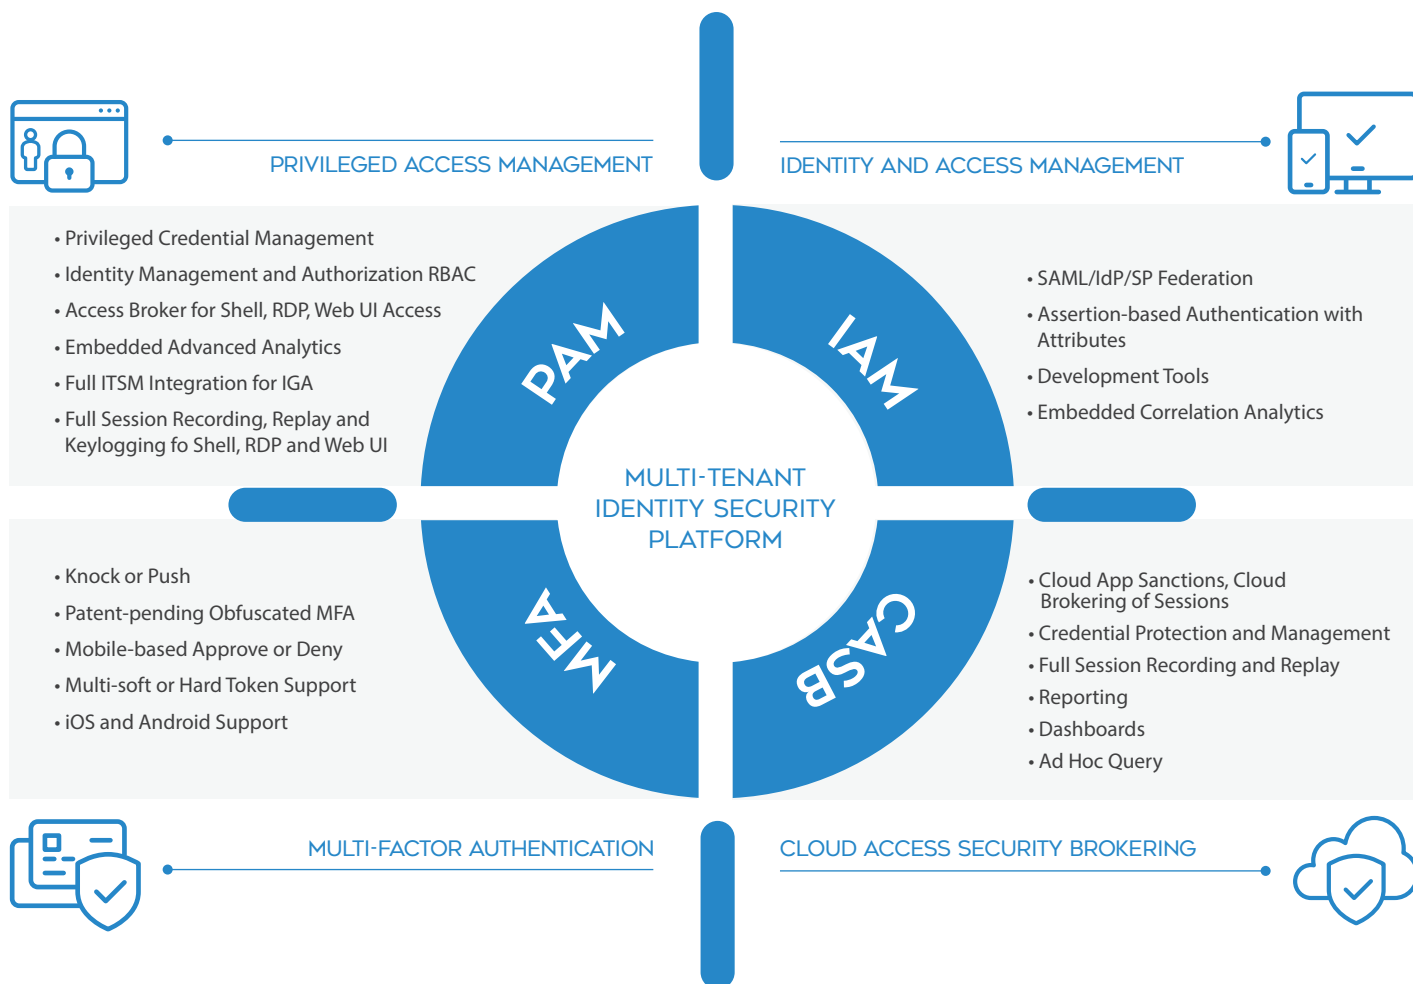 PRIVILEGED ACCESS MANAGEMENT
• Privileged Credential Management
• Identity Management and Authorization RBAC
• Access Broker for Shell, RDP, Web UI Access
• Embedded Advanced Analytics
• Full ITSM Integration for IGA
• Full Session Recording, Replay and
Keylogging fo Shell, RDP and Web UI
PAM
IDENTITY AND ACCESS MANAGEMENT
IAM
• SAML/IdP/SP Federation
• Assertion-based Authentication with
Attributes
• Development Tools
• Embedded Correlation Analytics
MULTI-TENANT
IDENTITY SECURITY
PLATFORM
• Knock or Push
• Patent-pending Obfuscated MFA
• Mobile-based Approve or Deny
• Multi-soft or Hard Token Support
• iOS and Android Support
MFA
MULTI-FACTOR AUTHENTICATION
CASB
• Cloud App Sanctions, Cloud
Brokering of Sessions
• Credential Protection and Management
• Full Session Recording and Replay
• Reporting
• Dashboards
• Ad Hoc Query
CLOUD ACCESS SECURITY BROKERING